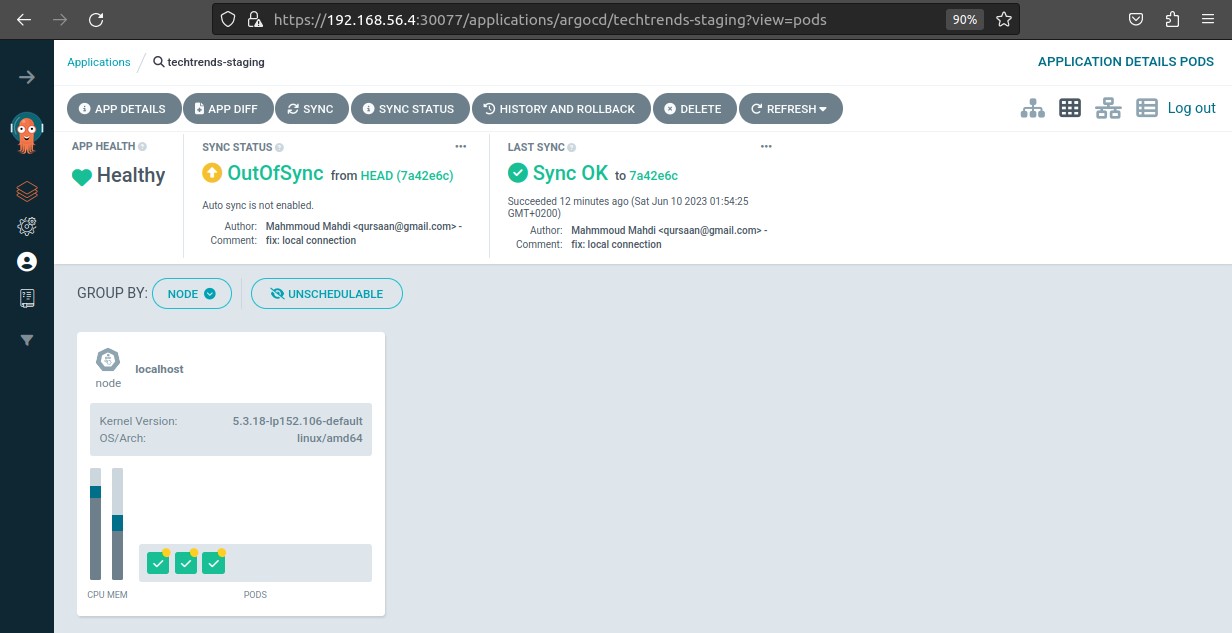 https://192.168.56.4:30077/applications/argocd/techtrends-staging?view=pods
90%
Applications / techtrends-staging
APPLICATION DETAILS PODS
APP DETAILS
APP DIFF
SYNC
SYNC STATUS
HISTORY AND ROLLBACK
DELETE
REFRESH
Log out
APP HEALTH
Healthy
SYNC STATUS
OutOfSync from HEAD (7a42e6c)
Auto sync is not enabled.
Author: Mahmmoud Mahdi <qursaan@gmail.com> -
Comment: fix: local connection
LAST SYNC
Sync OK to 7a42e6c
Succeeded 12 minutes ago (Sat Jun 10 2023 01:54:25
GMT+0200)
Author: Mahmmoud Mahdi <qursaan@gmail.com> -
Comment: fix: local connection
GROUP BY: NODE
UNSCHEDULABLE
node
localhost
Kernel Version: 5.3.18-lp152.106-default
OS/Arch: linux/amd64
CPU MEM
PODS